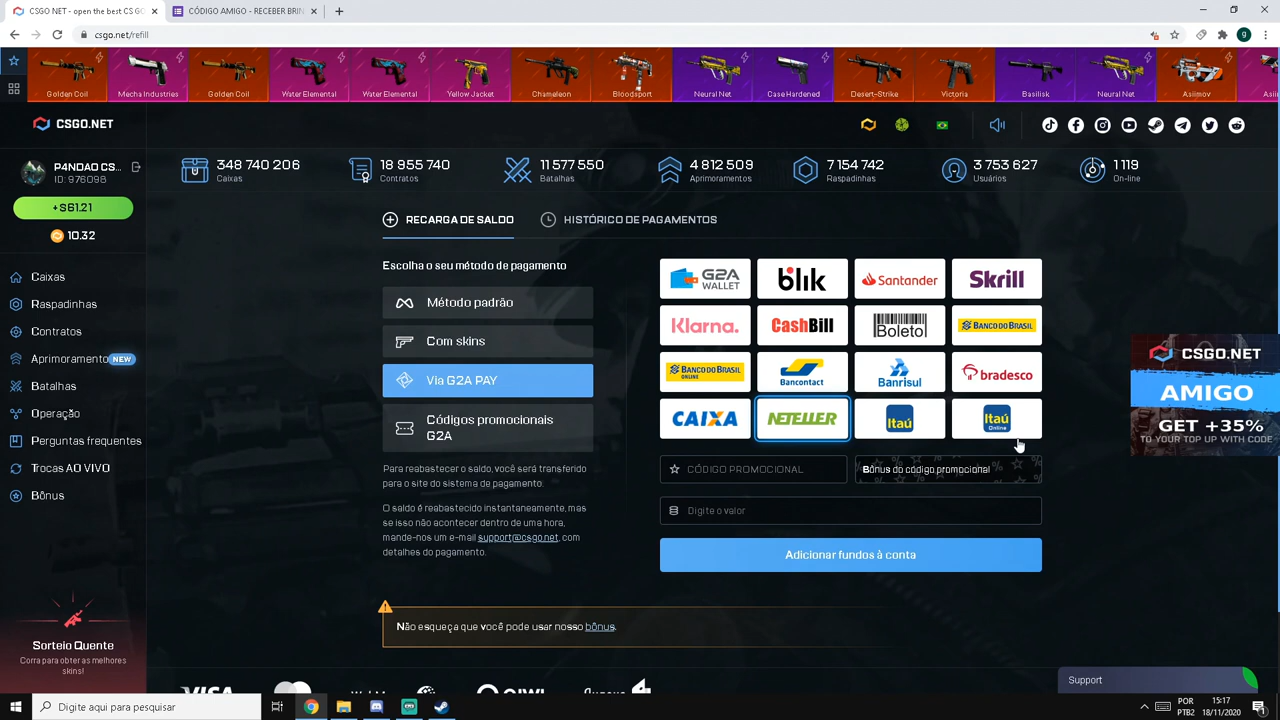 CSGO NET - open the best CS GO
CÓDIGO AMIGO - RECEBER BRIN
csgo.net/refill
Golden Coil
Mecha Industries
Golden Coil
Water Elemental
Water Elemental
Yellow Jacket
Chameleon
Bloodsport
Neural Net
Case Hardened
Desert-Strike
Victoria
Basilisk
Neural Net
Asiimov
Asii
CSGO.NET
P4NDAO CS...
ID: 976098
+$61.21
10.32
348 740 206
Caixas
18 955 740
Contratos
11 577 550
Batalhas
4 812 509
Aprimoramentos
7 154 742
Raspadinhas
3 753 627
Usuários
1 119
On-line
Caixas
Raspadinhas
Contratos
Aprimoramento NEW
Batalhas
Operação
Perguntas frequentes
Trocas AO VIVO
Bônus
Sorteio Quente
Corra para obter as melhores
skins!
RECARGA DE SALDO
HISTÓRICO DE PAGAMENTOS
Escolha o seu método de pagamento
Método padrão
Com skins
Via G2A PAY
Códigos promocionais
G2A
Para reabastecer o saldo, você será transferido
para o site do sistema de pagamento.
O saldo é reabastecido instantaneamente, mas
se isso não acontecer dentro de uma hora,
mande-nos um e-mail support@csgo.net, com
detalhes do pagamento.
G2A WALLET
blik
Santander
Skrill
Klarna.
CashBill
Boleto
BANCO DO BRASIL
BANCO DO BRASIL ONLINE
Bancontact
Banrisul
bradesco
CAIXA
NETELLER
Itaú
Itaú Online
CÓDIGO PROMOCIONAL
Bônus do código promocional
Digite o valor
Adicionar fundos à conta
Não esqueça que você pode usar nosso bônus.
CSGO.NET
AMIGO
GET +35%
TO YOUR TOP UP WITH CODE
VISA
QIWI
Support
Digite aqui para pesquisar
POR
PTB2
15:17
18/11/2020